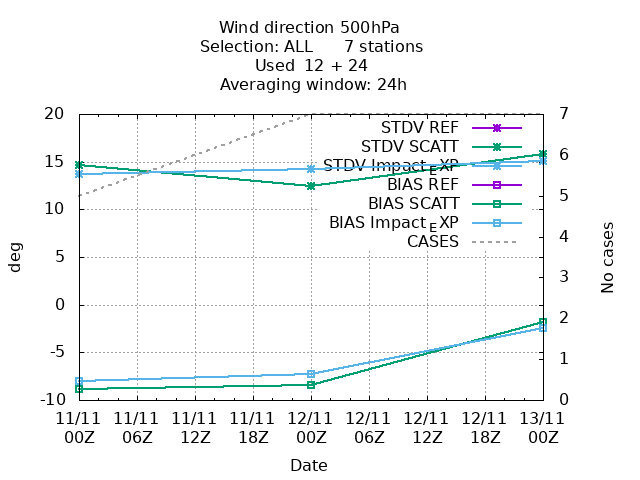 Wind direction 500hPa
Selection: ALL 7 stations
Used 12 + 24
Averaging window: 24h
20
15
10
5
0
-5
-10
deg
7
6
5
4
3
2
1
0
No cases
STDV REF
STDV SCATT
STDV Impact_EXP
BIAS REF
BIAS SCATT
BIAS Impact_EXP
CASES
11/11 11/11 11/11 11/11 12/11 12/11 12/11 12/11 13/11
00Z 06Z 12Z 18Z 00Z 06Z 12Z 18Z 00Z
Date